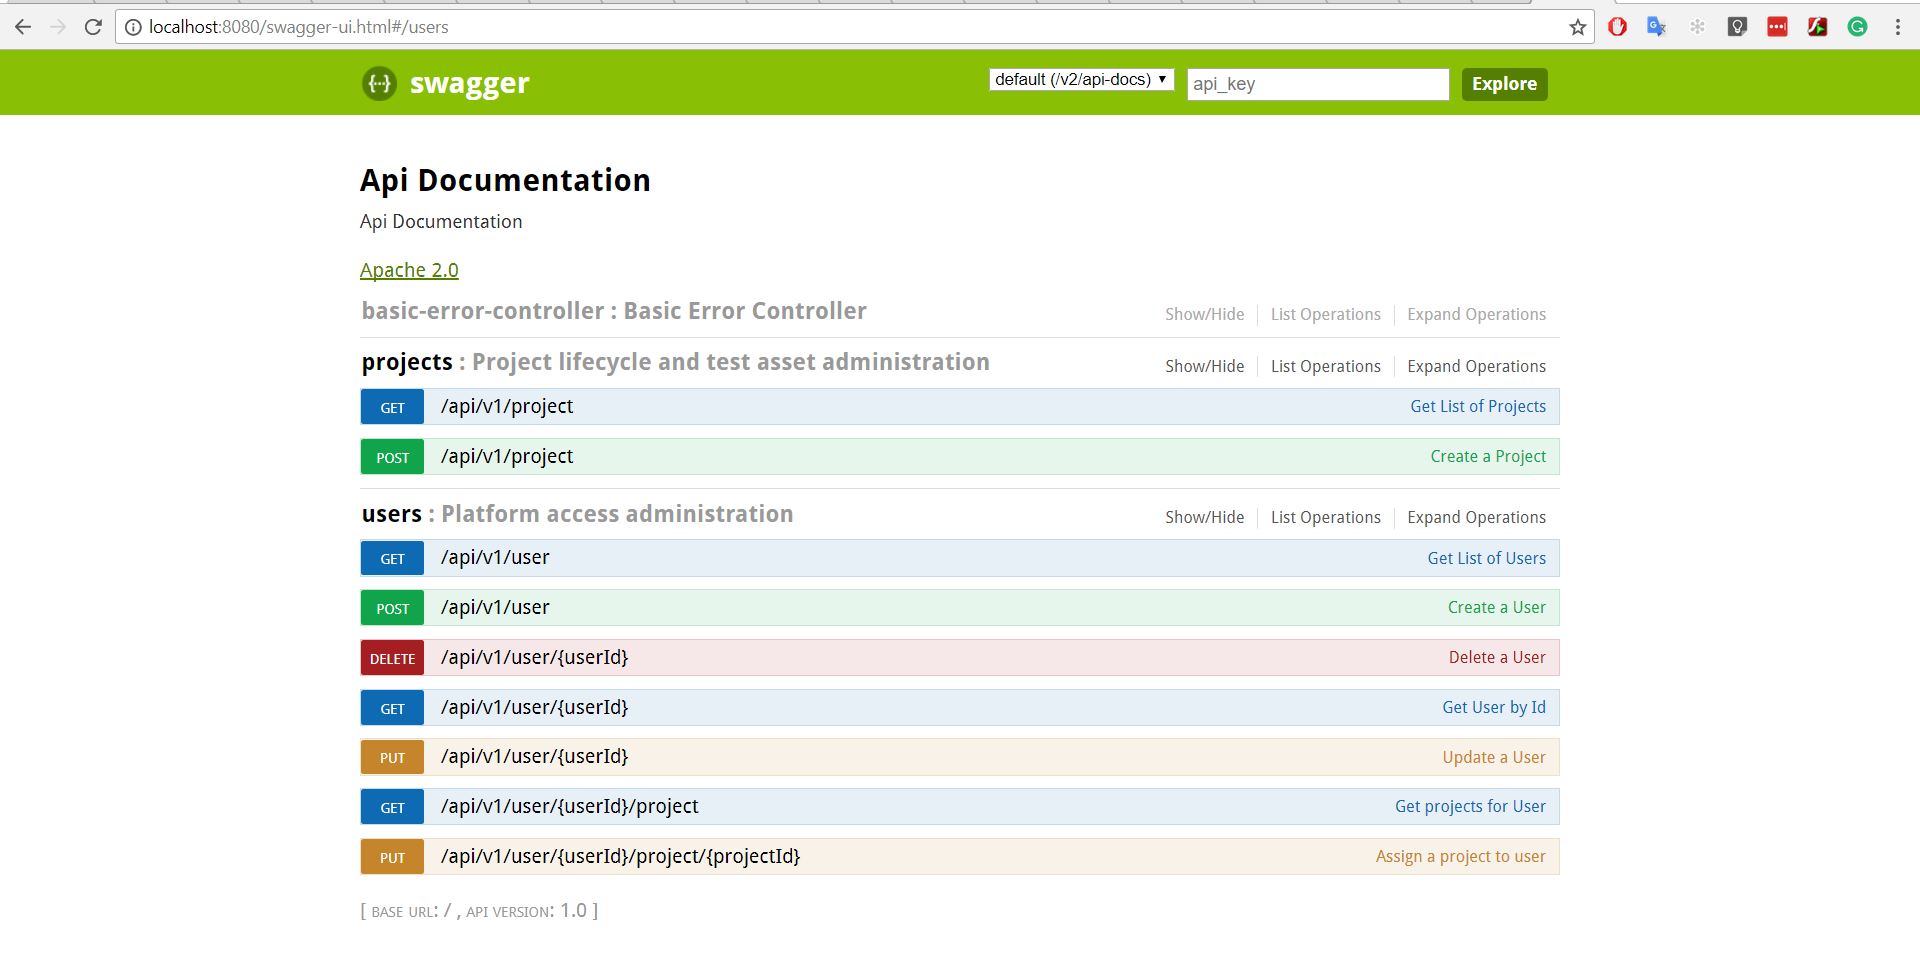 localhost:8080/swagger-ui.html#/users
{···} swagger default (/v2/api-docs) api_key Explore
Api Documentation
Api Documentation
Apache 2.0
basic-error-controller : Basic Error Controller Show/Hide List Operations Expand Operations
projects : Project lifecycle and test asset administration Show/Hide List Operations Expand Operations
GET /api/v1/project Get List of Projects
POST /api/v1/project Create a Project
users : Platform access administration Show/Hide List Operations Expand Operations
GET /api/v1/user Get List of Users
POST /api/v1/user Create a User
DELETE /api/v1/user/{userId} Delete a User
GET /api/v1/user/{userId} Get User by Id
PUT /api/v1/user/{userId} Update a User
GET /api/v1/user/{userId}/project Get projects for User
PUT /api/v1/user/{userId}/project/{projectId} Assign a project to user
[ BASE URL: / , API VERSION: 1.0 ]